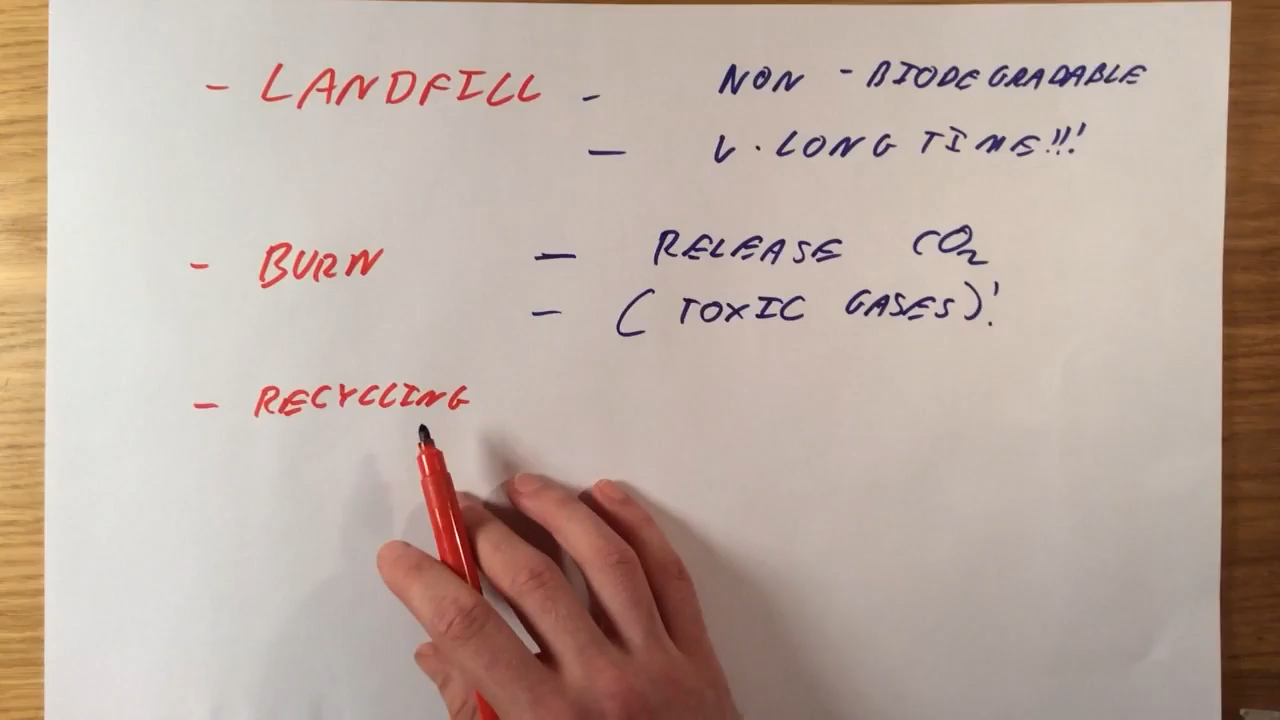 - LANDFILL - NON - BIODEGRADABLE
- V. LONG TIME!!!
- BURN - RELEASE CO₂
- (TOXIC GASES)!
- RECYCLING